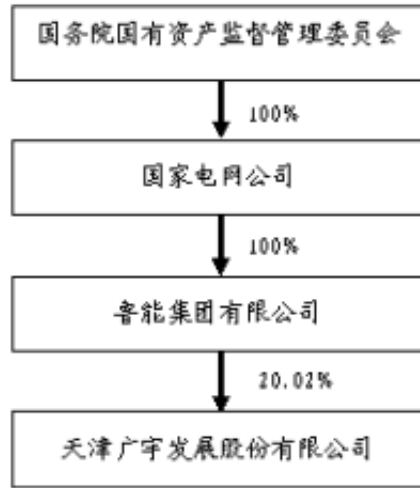 国务院国有资产监督管理委员会
100%
国家电网公司
100%
鲁能集团有限公司
20.02%
天津广宇发展股份有限公司